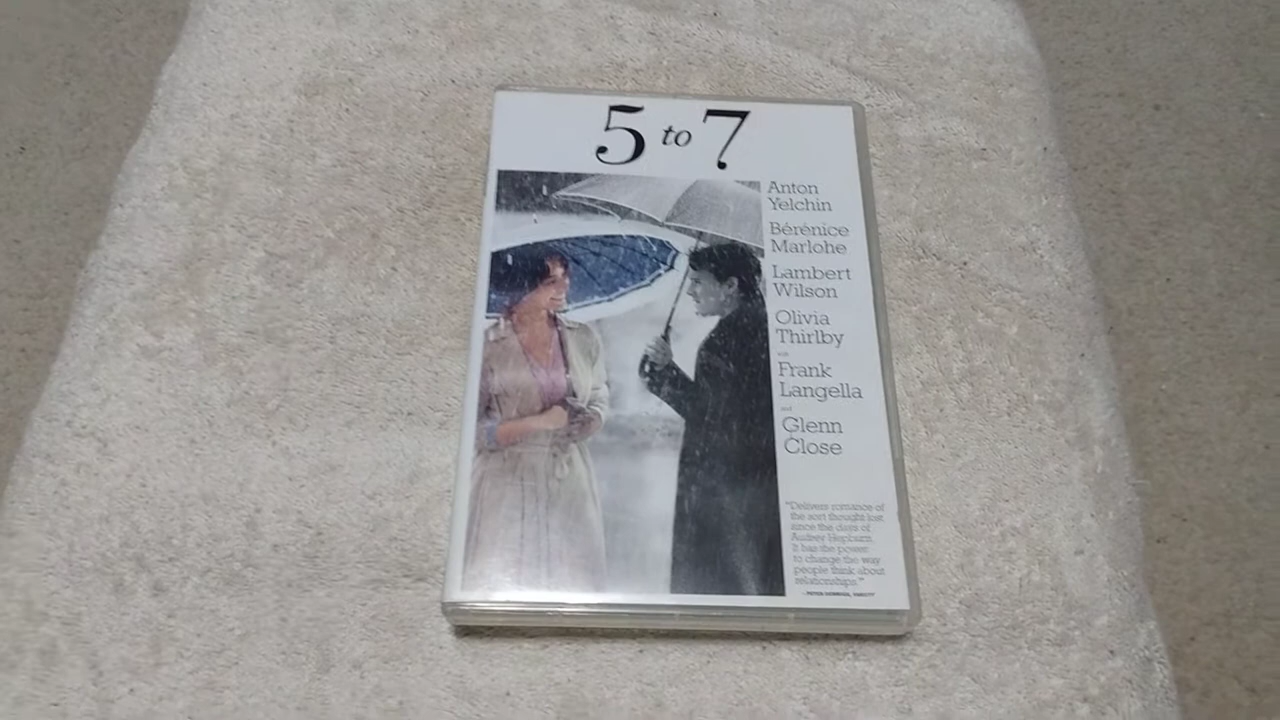 5 to 7
Anton
Yelchin
Bérénice
Marlohe
Lambert
Wilson
Olivia
Thirlby
with
Frank
Langella
and
Glenn
Close
"Delivers romance of
the sort thought lost
since the days of
Audrey Hepburn.
It has the power
to change the way
people think about
relationships."
- PETER DEBRUGE, VARIETY